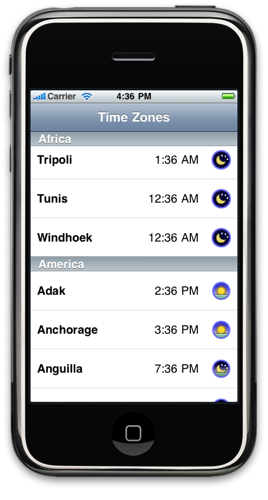 Carrier 4:36 PM
Time Zones
Africa
Tripoli 1:36 AM
Tunis 12:36 AM
Windhoek 12:36 AM
America
Adak 2:36 PM
Anchorage 3:36 PM
Anguilla 7:36 PM